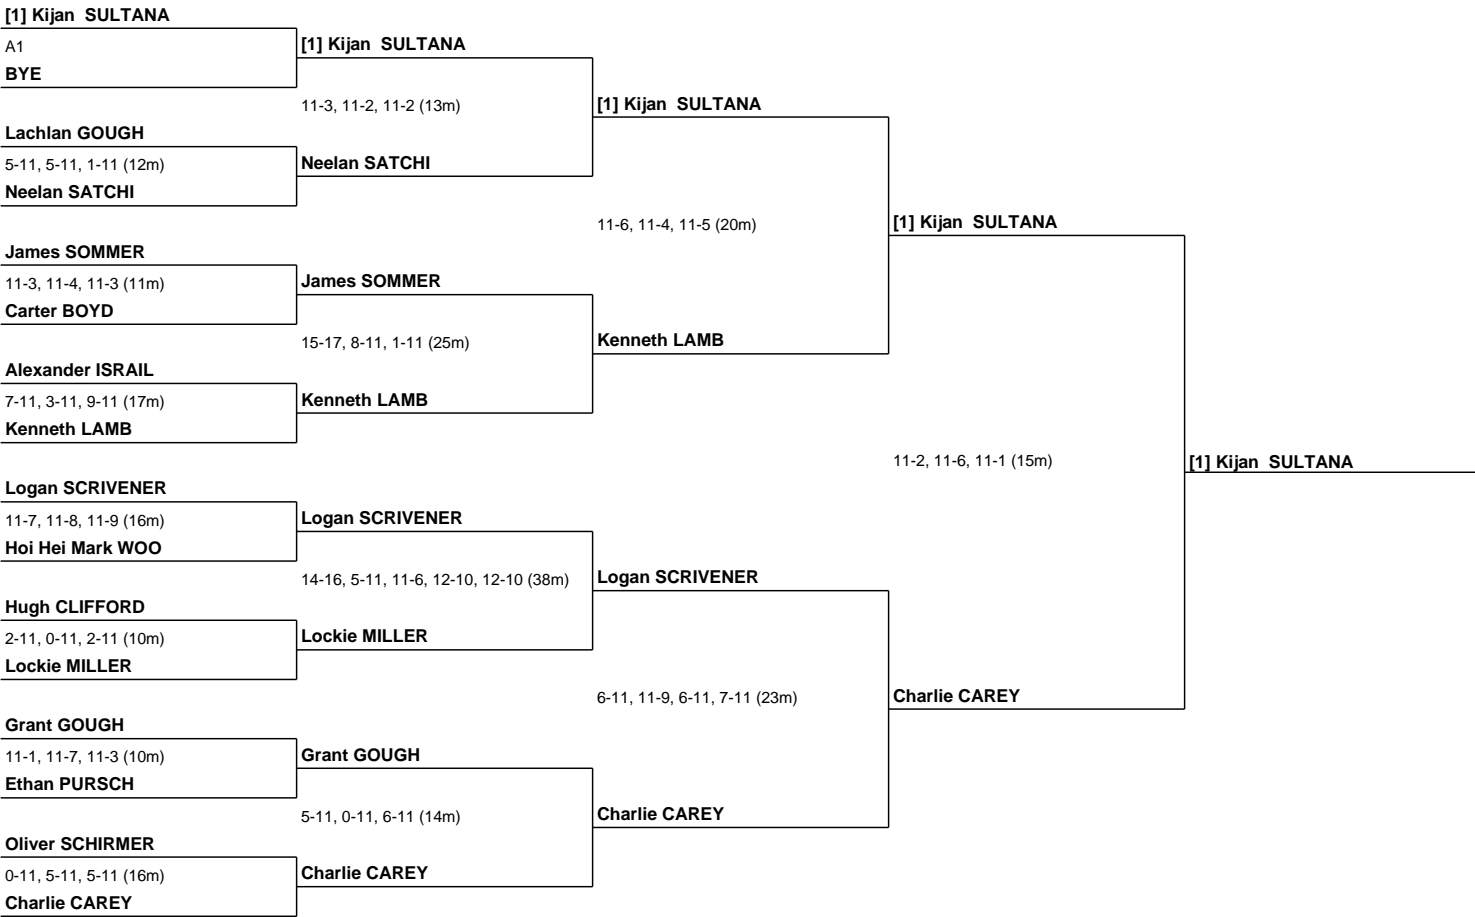 [1] Kijan  SULTANA
A1
BYE
Lachlan GOUGH
5-11, 5-11, 1-11 (12m)
Neelan SATCHI
James SOMMER
11-3, 11-4, 11-3 (11m)
Carter BOYD
Alexander ISRAIL
7-11, 3-11, 9-11 (17m)
Kenneth LAMB
Logan SCRIVENER
11-7, 11-8, 11-9 (16m)
Hoi Hei Mark WOO
Hugh CLIFFORD
2-11, 0-11, 2-11 (10m)
Lockie MILLER
Grant GOUGH
11-1, 11-7, 11-3 (10m)
Ethan PURSCH
Oliver SCHIRMER
0-11, 5-11, 5-11 (16m)
Charlie CAREY
[1] Kijan  SULTANA
11-3, 11-2, 11-2 (13m)
Neelan SATCHI
James SOMMER
15-17, 8-11, 1-11 (25m)
Kenneth LAMB
Logan SCRIVENER
14-16, 5-11, 11-6, 12-10, 12-10 (38m)
Lockie MILLER
Grant GOUGH
5-11, 0-11, 6-11 (14m)
Charlie CAREY
[1] Kijan  SULTANA
11-6, 11-4, 11-5 (20m)
Kenneth LAMB
Logan SCRIVENER
6-11, 11-9, 6-11, 7-11 (23m)
Charlie CAREY
[1] Kijan  SULTANA
11-2, 11-6, 11-1 (15m)
Charlie CAREY
[1] Kijan  SULTANA